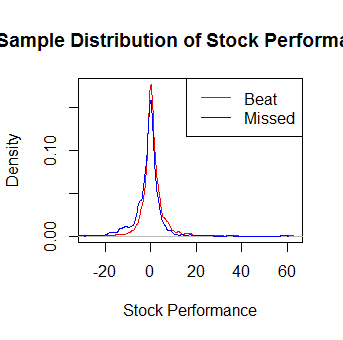 Sample Distribution of Stock Performa
Beat
Missed
Density
0.10
0.00
-20 0 20 40 60
Stock Performance